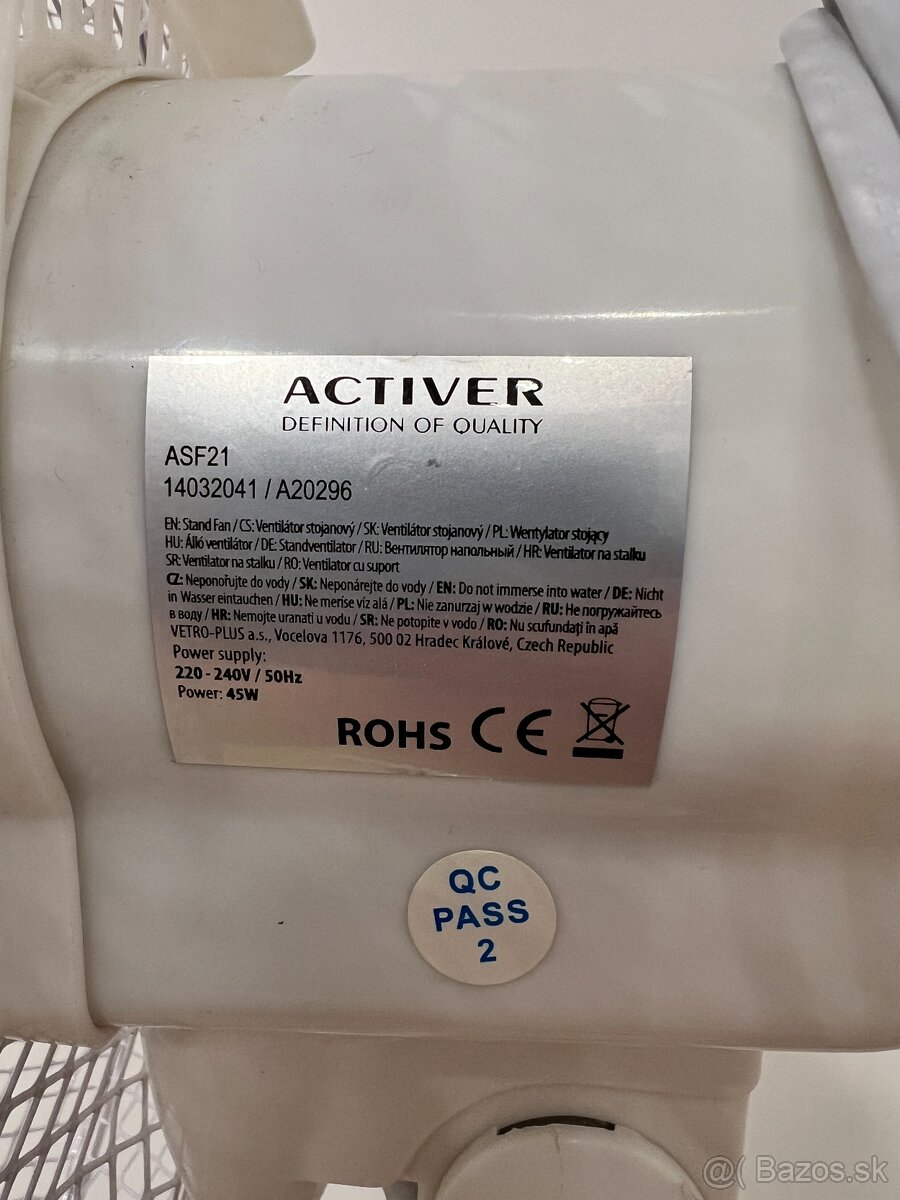 ACTIVER
DEFINITION OF QUALITY
ASF21
14032041 / A20296
EN: Stand Fan / CS: Ventilátor stojanový / SK: Ventilátor stojanový / PL: Wentylator stojący
HU: Álló ventilátor / DE: Standventilator / RU: Вентилятор напольный / HR: Ventilator na stalku
SR: Ventilator na stalku / RO: Ventilator cu suport
CZ: Neponořujte do vody / SK: Neponárejte do vody / EN: Do not immerse into water / DE: Nicht
in Wasser eintauchen / HU: Ne merise víz alá / PL: Nie zanurzaj w wodzie / RU: Не погружайтесь
в воду / HR: Nemojte uranati u vodu / SR: Ne potopite v vodo / RO: Nu scufundați în apă
VETRO-PLUS a.s., Vocelova 1176, 500 02 Hradec Králové, Czech Republic
Power supply:
220 - 240V / 50Hz
Power: 45W
ROHS CE
QC
PASS
2
@( Bazos.sk